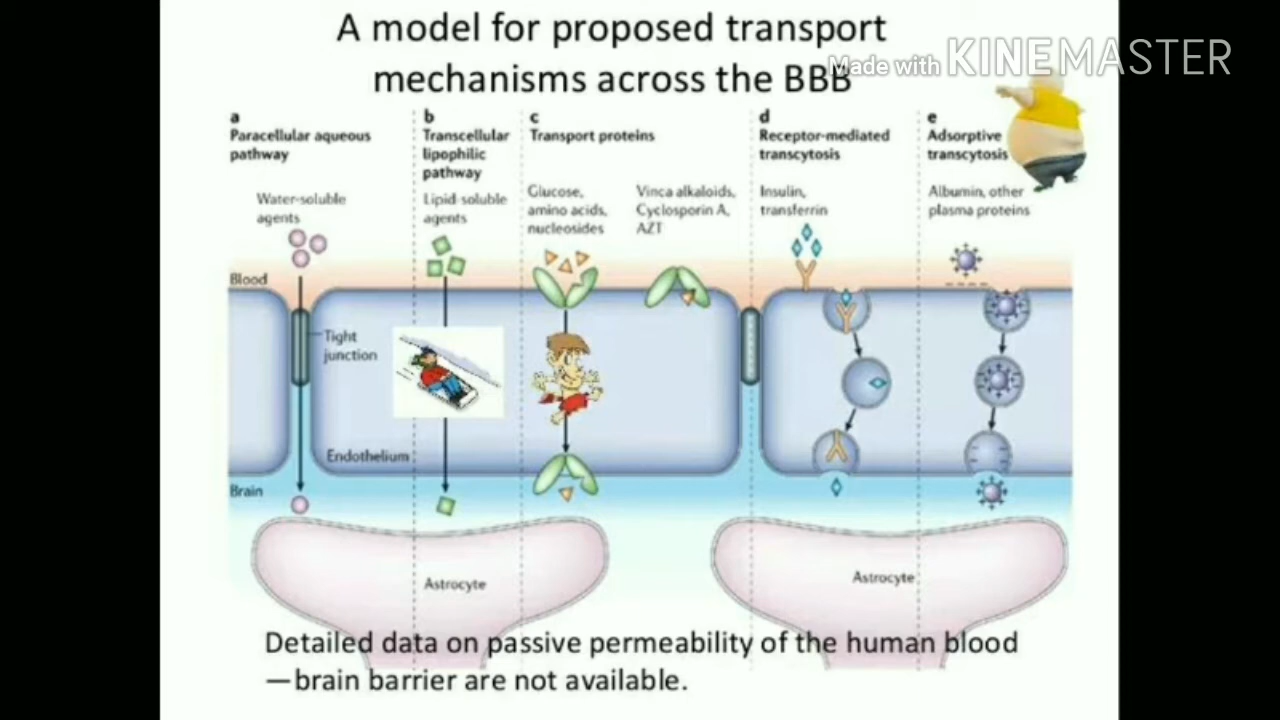 A model for proposed transport
mechanisms across the BBB
Made with KINEMASTER
a
Paracellular aqueous
pathway
Water-soluble
agents
b
Transcellular
lipophilic
pathway
Lipid-soluble
agents
c
Transport proteins
Glucose,
amino acids,
nucleosides
Vinca alkaloids,
Cyclosporin A,
AZT
d
Receptor-mediated
transcytosis
Insulin,
transferrin
e
Adsorptive
transcytosis
Albumin, other
plasma proteins
Blood
Tight
junction
Endothelium
Brain
Astrocyte
Astrocyte
Detailed data on passive permeability of the human blood
—brain barrier are not available.